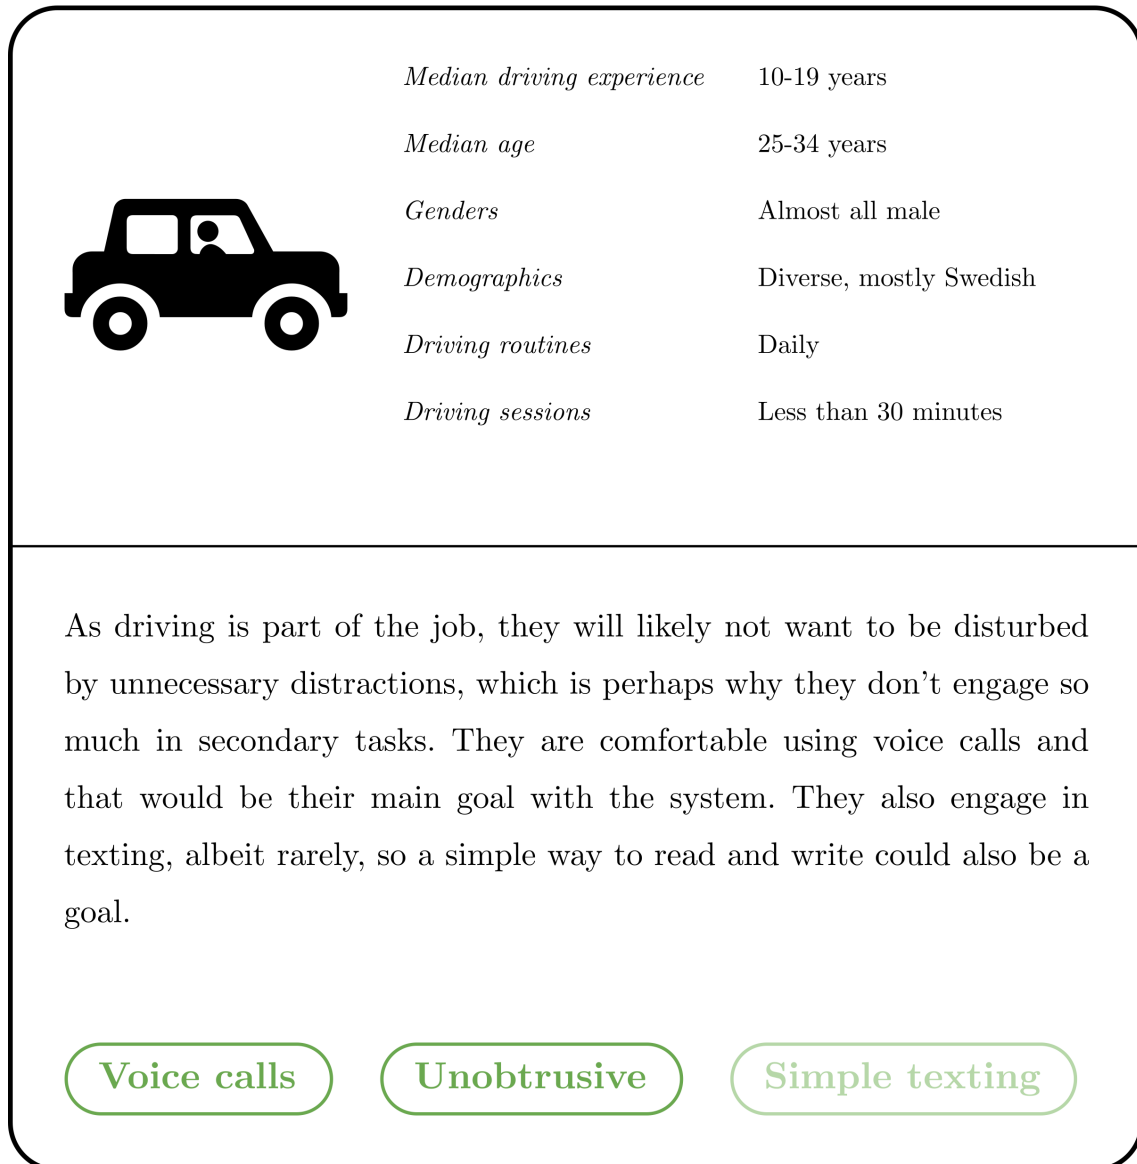 Median driving experience 10-19 years
Median age 25-34 years
Genders Almost all male
Demographics Diverse, mostly Swedish
Driving routines Daily
Driving sessions Less than 30 minutes
As driving is part of the job, they will likely not want to be disturbed
by unnecessary distractions, which is perhaps why they don't engage so
much in secondary tasks. They are comfortable using voice calls and
that would be their main goal with the system. They also engage in
texting, albeit rarely, so a simple way to read and write could also be a
goal.
Voice calls Unobtrusive Simple texting